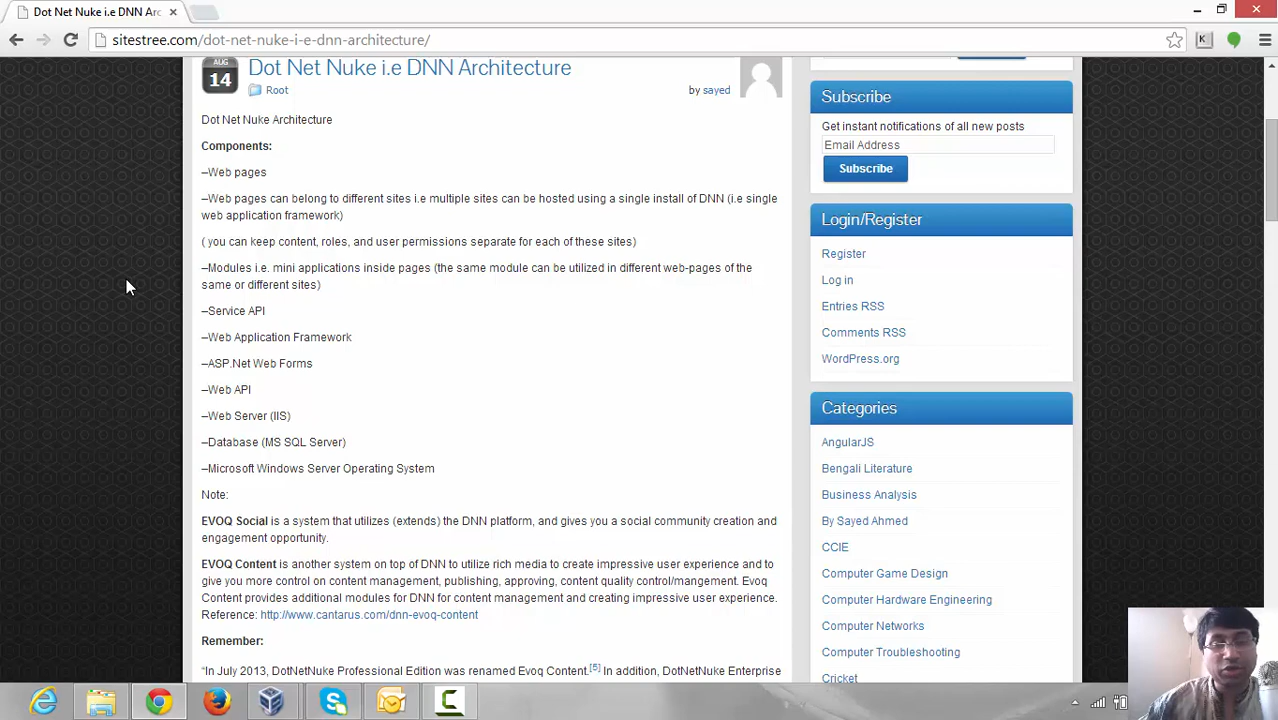 Dot Net Nuke i.e DNN Arc
sitestree.com/dot-net-nuke-i-e-dnn-architecture/
AUG
14
Dot Net Nuke i.e DNN Architecture
Root
by sayed
Dot Net Nuke Architecture
Components:
–Web pages
–Web pages can belong to different sites i.e multiple sites can be hosted using a single install of DNN (i.e single
web application framework)
( you can keep content, roles, and user permissions separate for each of these sites)
–Modules i.e. mini applications inside pages (the same module can be utilized in different web-pages of the
same or different sites)
–Service API
–Web Application Framework
–ASP.Net Web Forms
–Web API
–Web Server (IIS)
–Database (MS SQL Server)
–Microsoft Windows Server Operating System
Note:
EVOQ Social is a system that utilizes (extends) the DNN platform, and gives you a social community creation and
engagement opportunity.
EVOQ Content is another system on top of DNN to utilize rich media to create impressive user experience and to
give you more control on content management, publishing, approving, content quality control/mangement. Evoq
Content provides additional modules for DNN for content management and creating impressive user experience.
Reference: http://www.cantarus.com/dnn-evoq-content
Remember:
“In July 2013, DotNetNuke Professional Edition was renamed Evoq Content.[5] In addition, DotNetNuke Enterprise
Subscribe
Get instant notifications of all new posts
Email Address
Subscribe
Login/Register
Register
Log in
Entries RSS
Comments RSS
WordPress.org
Categories
AngularJS
Bengali Literature
Business Analysis
By Sayed Ahmed
CCIE
Computer Game Design
Computer Hardware Engineering
Computer Networks
Computer Troubleshooting
Cricket